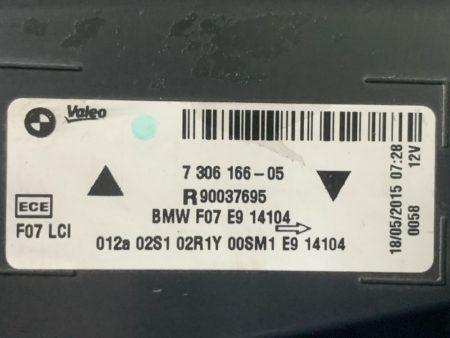 Valeo
7 306 166-05
R 90037695
BMW F07 E9 14104
ECE
F07 LCI
012a 02S1 02R1Y 00SM1 E9 14104
18/05/2015 07:28
0058
12V